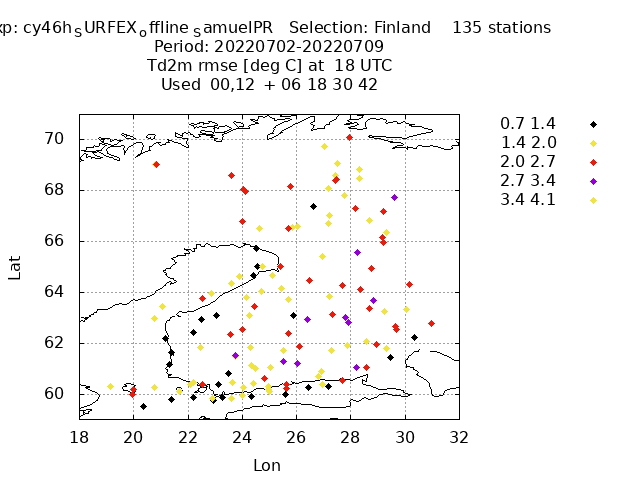 xp: cy46hSURFEXoffline SamuelPR Selection: Finland 135 stations
Period: 20220702-20220709
Td2m rmse [deg C] at 18 UTC
Used 00,12 + 06 18 30 42
0.7 1.4
1.4 2.0
2.0 2.7
2.7 3.4
3.4 4.1
70
68
66
64
62
60
Lat
18 20 22 24 26 28 30 32
Lon